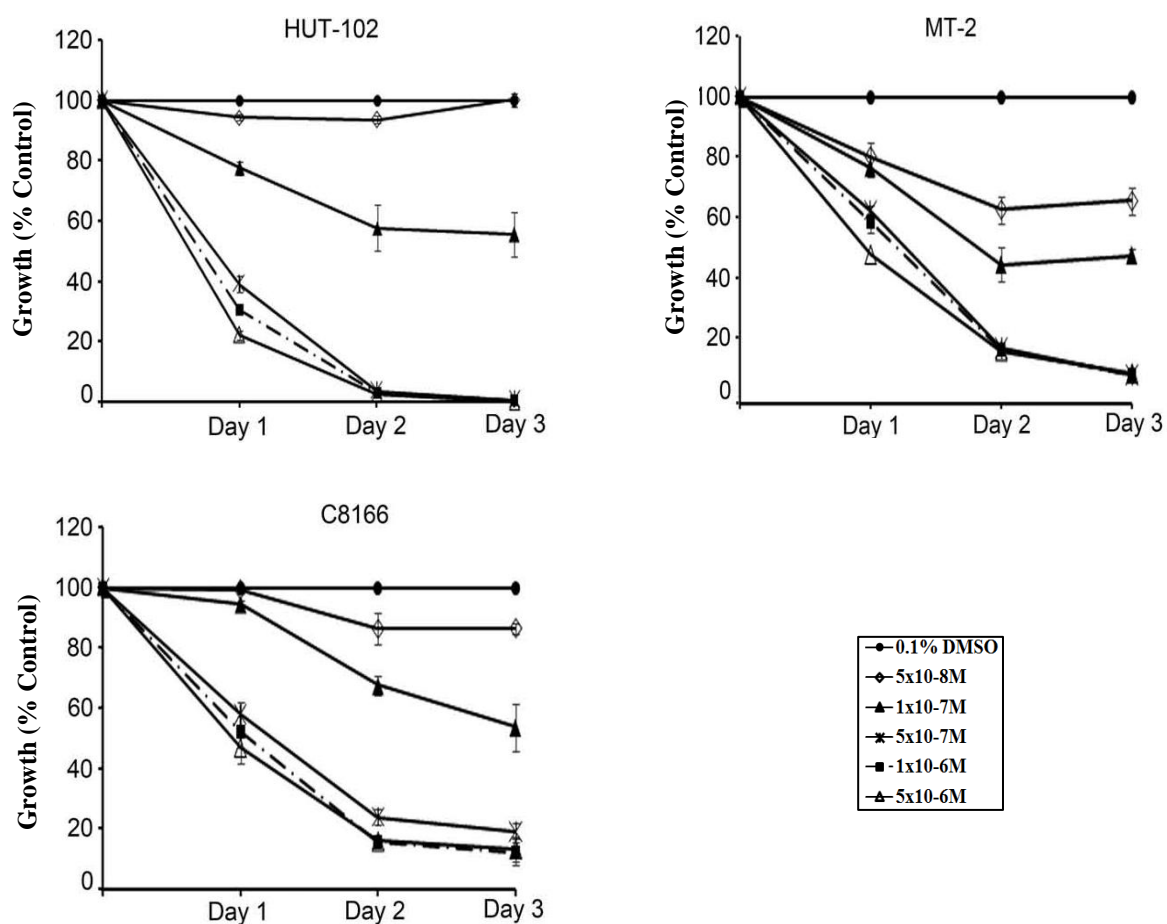 HUT-102
Growth (% Control)
120
100
80
60
40
20
0
Day 1 Day 2 Day 3
MT-2
Growth (% Control)
120
100
80
60
40
20
0
Day 1 Day 2 Day 3
C8166
Growth (% Control)
120
100
80
60
40
20
0
Day 1 Day 2 Day 3
0.1% DMSO
5x10-8M
1x10-7M
5x10-7M
1x10-6M
5x10-6M